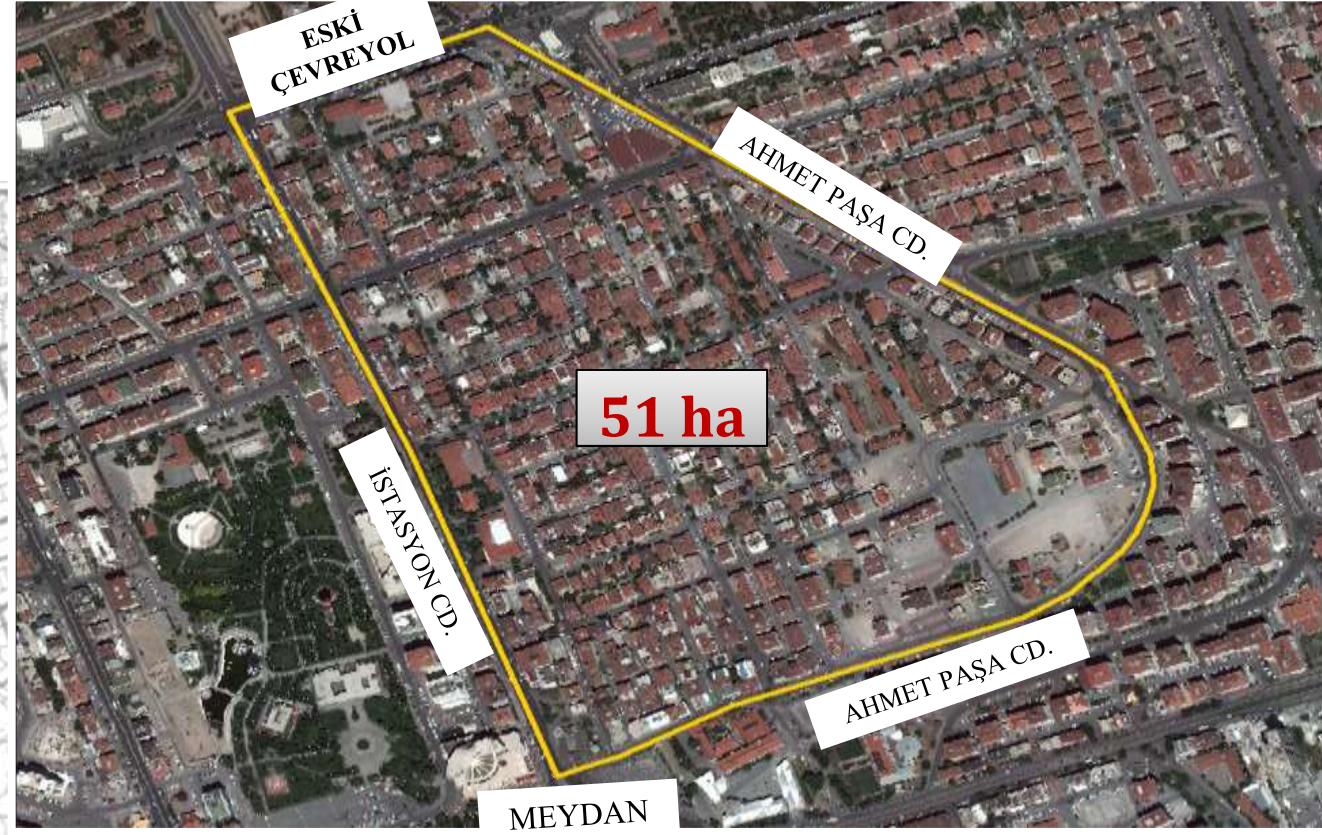 ESKİ
ÇEVREYOL
AHMET PAŞA CD.
51 ha
İSTASYON CD.
AHMET PAŞA CD.
MEYDAN